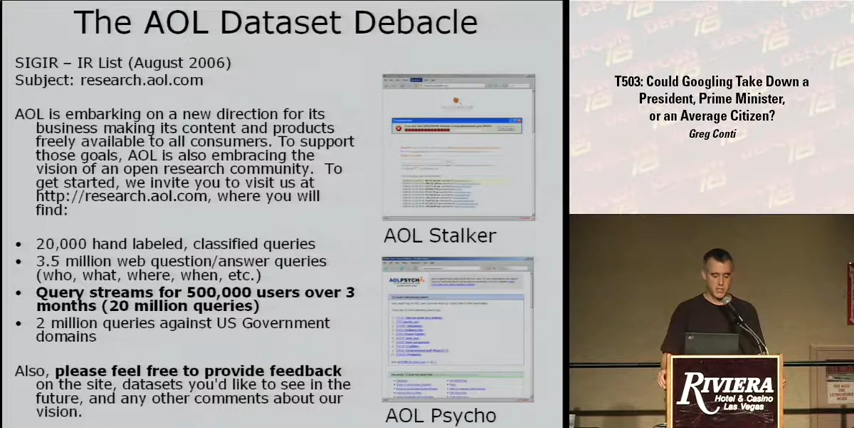 The AOL Dataset Debacle
SIGIR – IR List (August 2006)
Subject: research.aol.com
AOL is embarking on a new direction for its
business making its content and products
freely available to all consumers. To support
those goals, AOL is also embracing the
vision of an open research community. To
get started, we invite you to visit us at
http://research.aol.com, where you will
find:
• 20,000 hand labeled, classified queries
• 3.5 million web question/answer queries
(who, what, where, when, etc.)
• Query streams for 500,000 users over 3
months (20 million queries)
• 2 million queries against US Government
domains
Also, please feel free to provide feedback
on the site, datasets you'd like to see in the
future, and any other comments about our
vision.
AOL Stalker
AOL Psycho
T503: Could Googling Take Down a
President, Prime Minister,
or an Average Citizen?
Greg Conti
RIVIERA
Hotel & Casino
Las Vegas